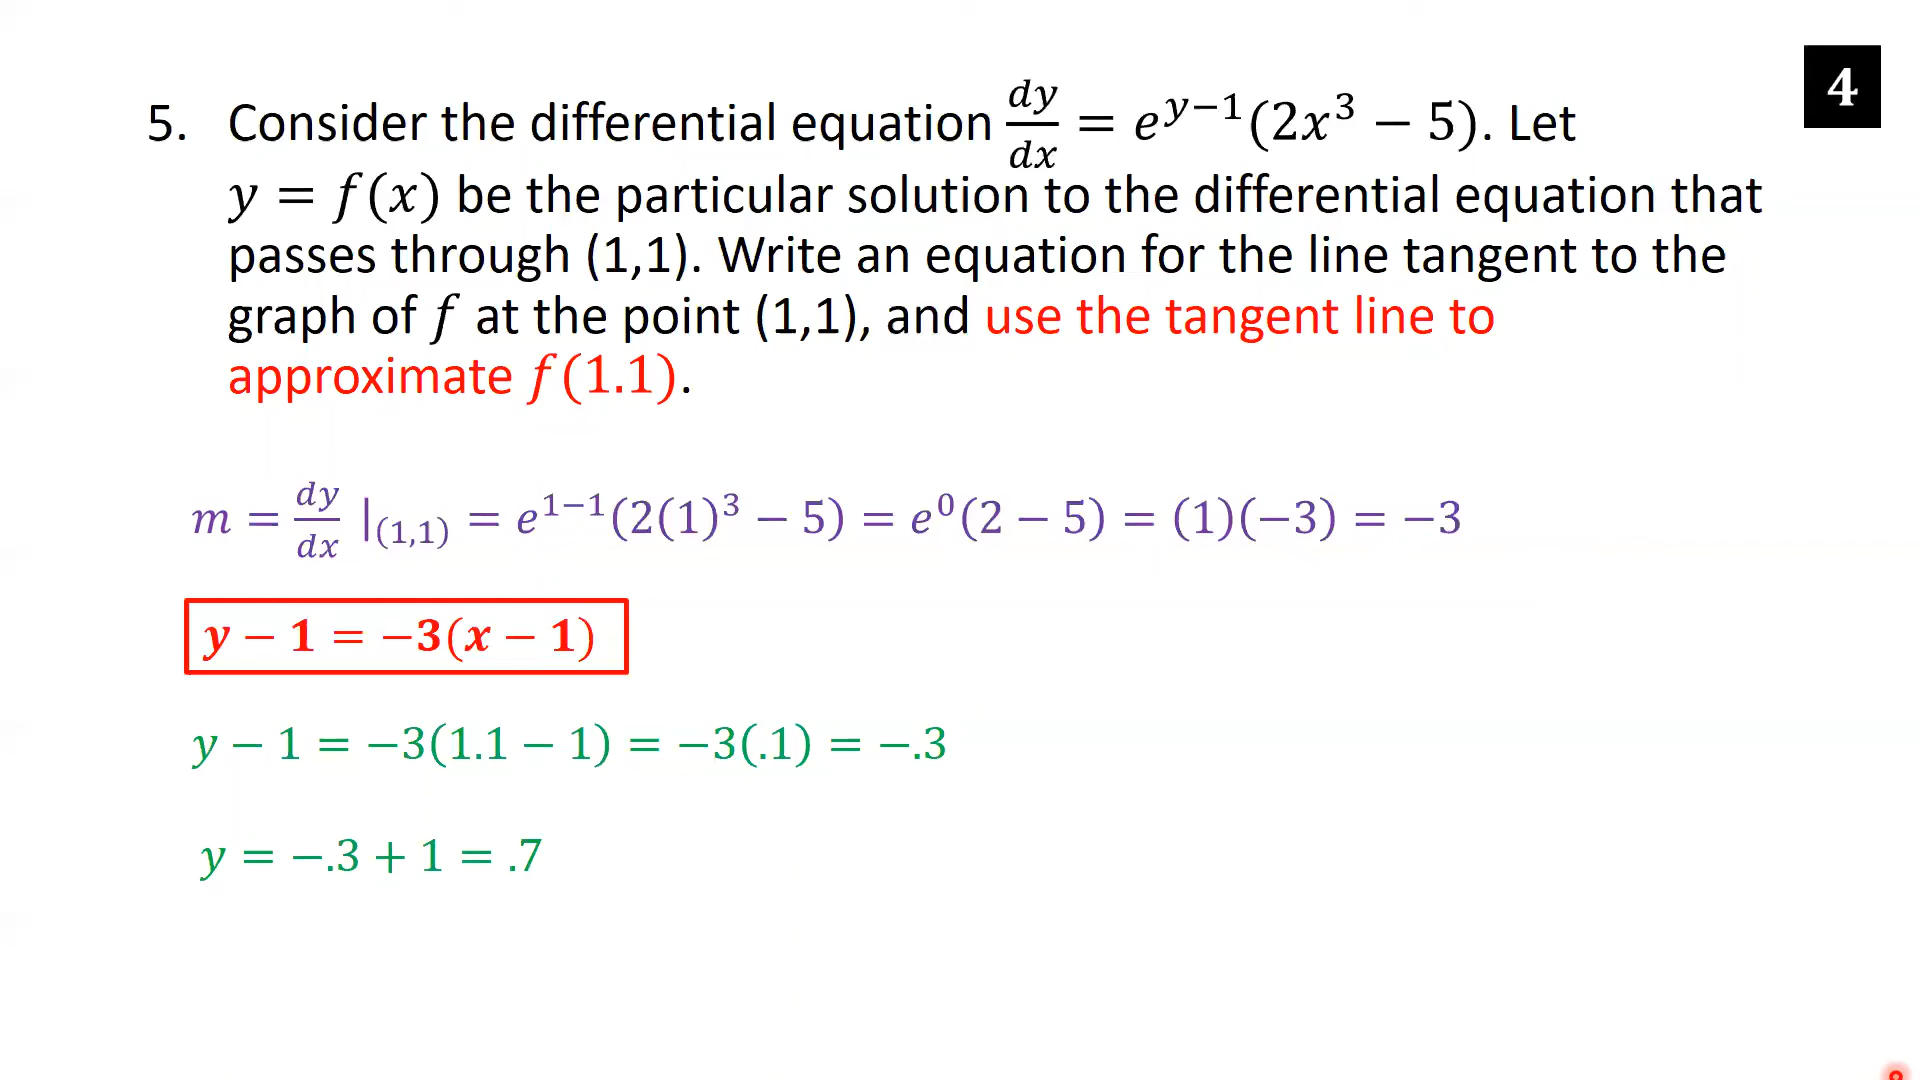 4
5. Consider the differential equation dy/dx = e^{y−1}(2x³ − 5). Let
y = f(x) be the particular solution to the differential equation that
passes through (1,1). Write an equation for the line tangent to the
graph of f at the point (1,1), and use the tangent line to
approximate f(1.1).
m = dy/dx |_{(1,1)} = e^{1−1}(2(1)³ − 5) = e⁰(2 − 5) = (1)(−3) = −3
y − 1 = −3(x − 1)
y − 1 = −3(1.1 − 1) = −3(.1) = −.3
y = −.3 + 1 = .7